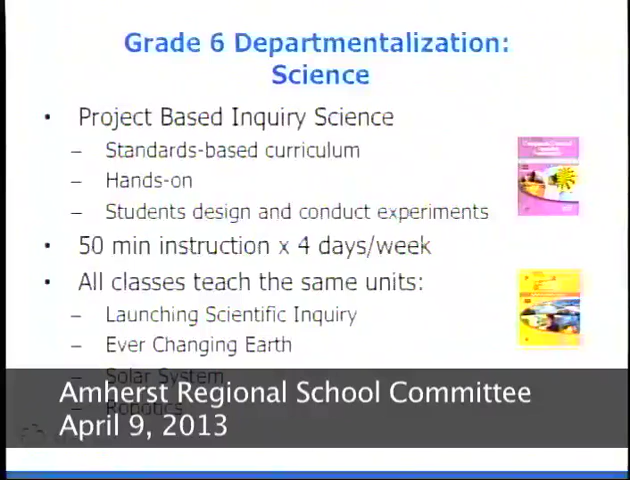 Grade 6 Departmentalization:
Science
• Project Based Inquiry Science
– Standards-based curriculum
– Hands-on
– Students design and conduct experiments
• 50 min instruction x 4 days/week
• All classes teach the same units:
– Launching Scientific Inquiry
– Ever Changing Earth
– Solar System
– Robotics
Amherst Regional School Committee
April 9, 2013